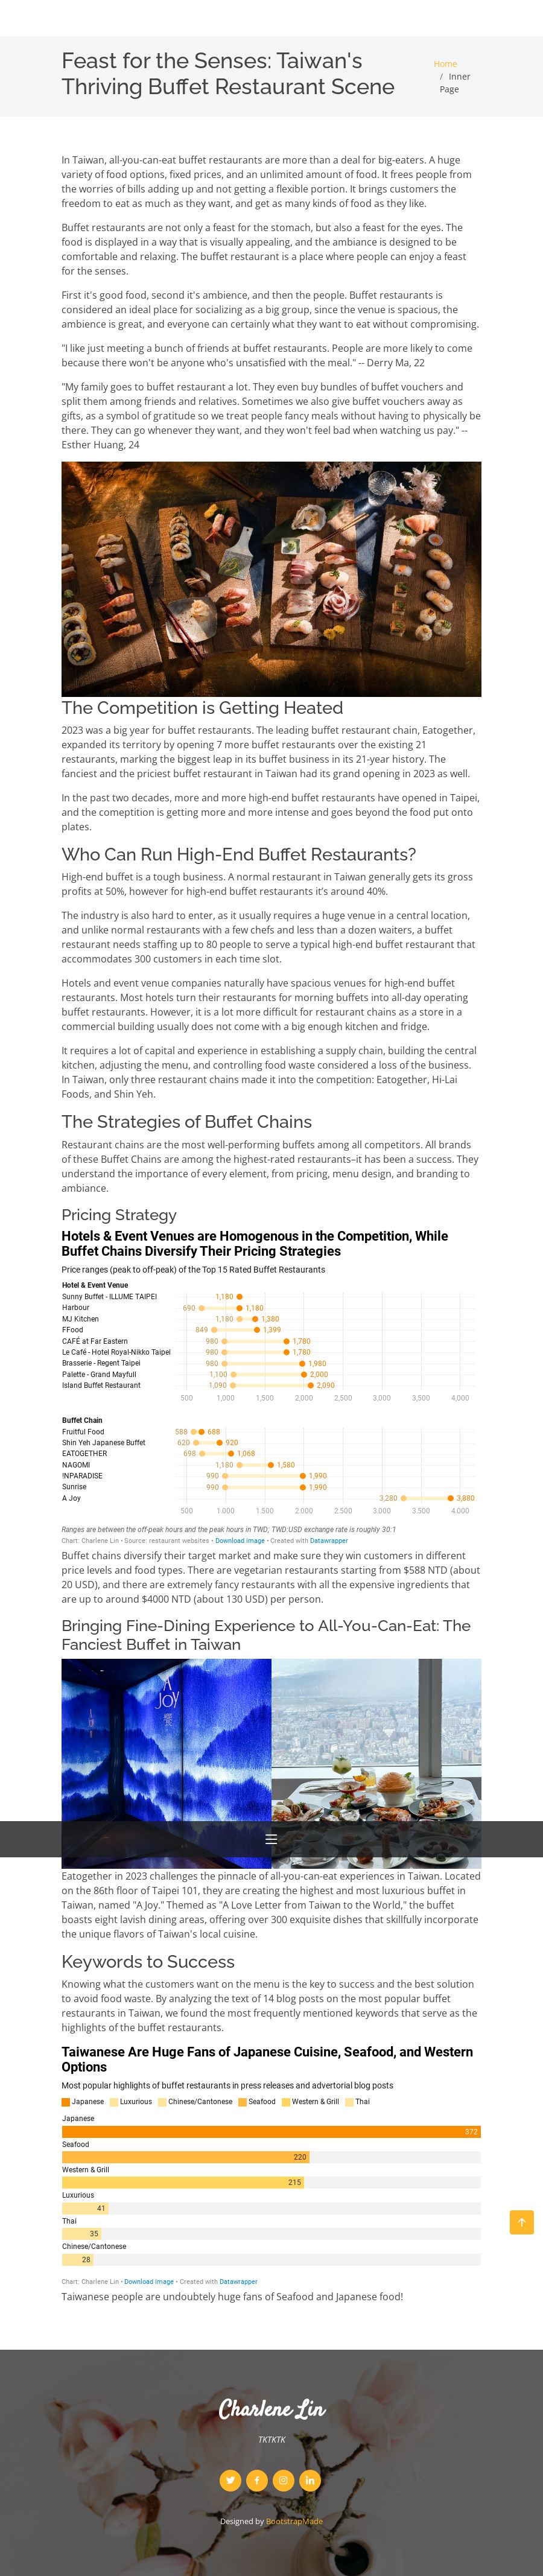 Feast for the Senses: Taiwan's
Thriving Buffet Restaurant Scene
Home
/ Inner
Page
In Taiwan, all-you-can-eat buffet restaurants are more than a deal for big-eaters. A huge
variety of food options, fixed prices, and an unlimited amount of food. It frees people from
the worries of bills adding up and not getting a flexible portion. It brings customers the
freedom to eat as much as they want, and get as many kinds of food as they like.
Buffet restaurants are not only a feast for the stomach, but also a feast for the eyes. The
food is displayed in a way that is visually appealing, and the ambiance is designed to be
comfortable and relaxing. The buffet restaurant is a place where people can enjoy a feast
for the senses.
First it's good food, second it's ambience, and then the people. Buffet restaurants is
considered an ideal place for socializing as a big group, since the venue is spacious, the
ambience is great, and everyone can certainly what they want to eat without compromising.
"I like just meeting a bunch of friends at buffet restaurants. People are more likely to come
because there won't be anyone who's unsatisfied with the meal." -- Derry Ma, 22
"My family goes to buffet restaurant a lot. They even buy bundles of buffet vouchers and
split them among friends and relatives. Sometimes we also give buffet vouchers away as
gifts, as a symbol of gratitude so we treat people fancy meals without having to physically be
there. They can go whenever they want, and they won't feel bad when watching us pay." --
Esther Huang, 24
The Competition is Getting Heated
2023 was a big year for buffet restaurants. The leading buffet restaurant chain, Eatogether,
expanded its territory by opening 7 more buffet restaurants over the existing 21
restaurants, marking the biggest leap in its buffet business in its 21-year history. The
fanciest and the priciest buffet restaurant in Taiwan had its grand opening in 2023 as well.
In the past two decades, more and more high-end buffet restaurants have opened in Taipei,
and the comeptition is getting more and more intense and goes beyond the food put onto
plates.
Who Can Run High-End Buffet Restaurants?
High-end buffet is a tough business. A normal restaurant in Taiwan generally gets its gross
profits at 50%, however for high-end buffet restaurants it's around 40%.
The industry is also hard to enter, as it usually requires a huge venue in a central location,
and unlike normal restaurants with a few chefs and less than a dozen waiters, a buffet
restaurant needs staffing up to 80 people to serve a typical high-end buffet restaurant that
accommodates 300 customers in each time slot.
Hotels and event venue companies naturally have spacious venues for high-end buffet
restaurants. Most hotels turn their restaurants for morning buffets into all-day operating
buffet restaurants. However, it is a lot more difficult for restaurant chains as a store in a
commercial building usually does not come with a big enough kitchen and fridge.
It requires a lot of capital and experience in establishing a supply chain, building the central
kitchen, adjusting the menu, and controlling food waste considered a loss of the business.
In Taiwan, only three restaurant chains made it into the competition: Eatogether, Hi-Lai
Foods, and Shin Yeh.
The Strategies of Buffet Chains
Restaurant chains are the most well-performing buffets among all competitors. All brands
of these Buffet Chains are among the highest-rated restaurants–it has been a success. They
understand the importance of every element, from pricing, menu design, and branding to
ambiance.
Pricing Strategy
Hotels & Event Venues are Homogenous in the Competition, While
Buffet Chains Diversify Their Pricing Strategies
Price ranges (peak to off-peak) of the Top 15 Rated Buffet Restaurants
Hotel & Event Venue
Sunny Buffet - ILLUME TAIPEI 1,180
Harbour 690 1,180
MJ Kitchen 1,180 1,380
FFood 849 1,399
CAFÉ at Far Eastern 980 1,780
Le Café - Hotel Royal-Nikko Taipei 980 1,780
Brasserie - Regent Taipei 980 1,980
Palette - Grand Mayfull 1,100 2,000
Island Buffet Restaurant 1,090 2,090
500 1,000 1,500 2,000 2,500 3,000 3,500 4,000
Buffet Chain
Fruitful Food 588 688
Shin Yeh Japanese Buffet 620 920
EATOGETHER 698 1,068
NAGOMI 1,180 1,580
!NPARADISE 990 1,990
Sunrise 990 1,990
A Joy 3,280 3,880
500 1,000 1,500 2,000 2,500 3,000 3,500 4,000
Ranges are between the off-peak hours and the peak hours in TWD; TWD:USD exchange rate is roughly 30:1
Chart: Charlene Lin • Source: restaurant websites • Download image • Created with Datawrapper
Buffet chains diversify their target market and make sure they win customers in different
price levels and food types. There are vegetarian restaurants starting from $588 NTD (about
20 USD), and there are extremely fancy restaurants with all the expensive ingredients that
are up to around $4000 NTD (about 130 USD) per person.
Bringing Fine-Dining Experience to All-You-Can-Eat: The
Fanciest Buffet in Taiwan
A
JOY
Eatogether in 2023 challenges the pinnacle of all-you-can-eat experiences in Taiwan. Located
on the 86th floor of Taipei 101, they are creating the highest and most luxurious buffet in
Taiwan, named "A Joy." Themed as "A Love Letter from Taiwan to the World," the buffet
boasts eight lavish dining areas, offering over 300 exquisite dishes that skillfully incorporate
the unique flavors of Taiwan's local cuisine.
Keywords to Success
Knowing what the customers want on the menu is the key to success and the best solution
to avoid food waste. By analyzing the text of 14 blog posts on the most popular buffet
restaurants in Taiwan, we found the most frequently mentioned keywords that serve as the
highlights of the buffet restaurants.
Taiwanese Are Huge Fans of Japanese Cuisine, Seafood, and Western
Options
Most popular highlights of buffet restaurants in press releases and advertorial blog posts
Japanese Luxurious Chinese/Cantonese Seafood Western & Grill Thai
Japanese
372
Seafood
220
Western & Grill
215
Luxurious
41
Thai
35
Chinese/Cantonese
28
Chart: Charlene Lin • Download image • Created with Datawrapper
Taiwanese people are undoubtely huge fans of Seafood and Japanese food!
Charlene Lin
TKTKTK
Designed by BootstrapMade